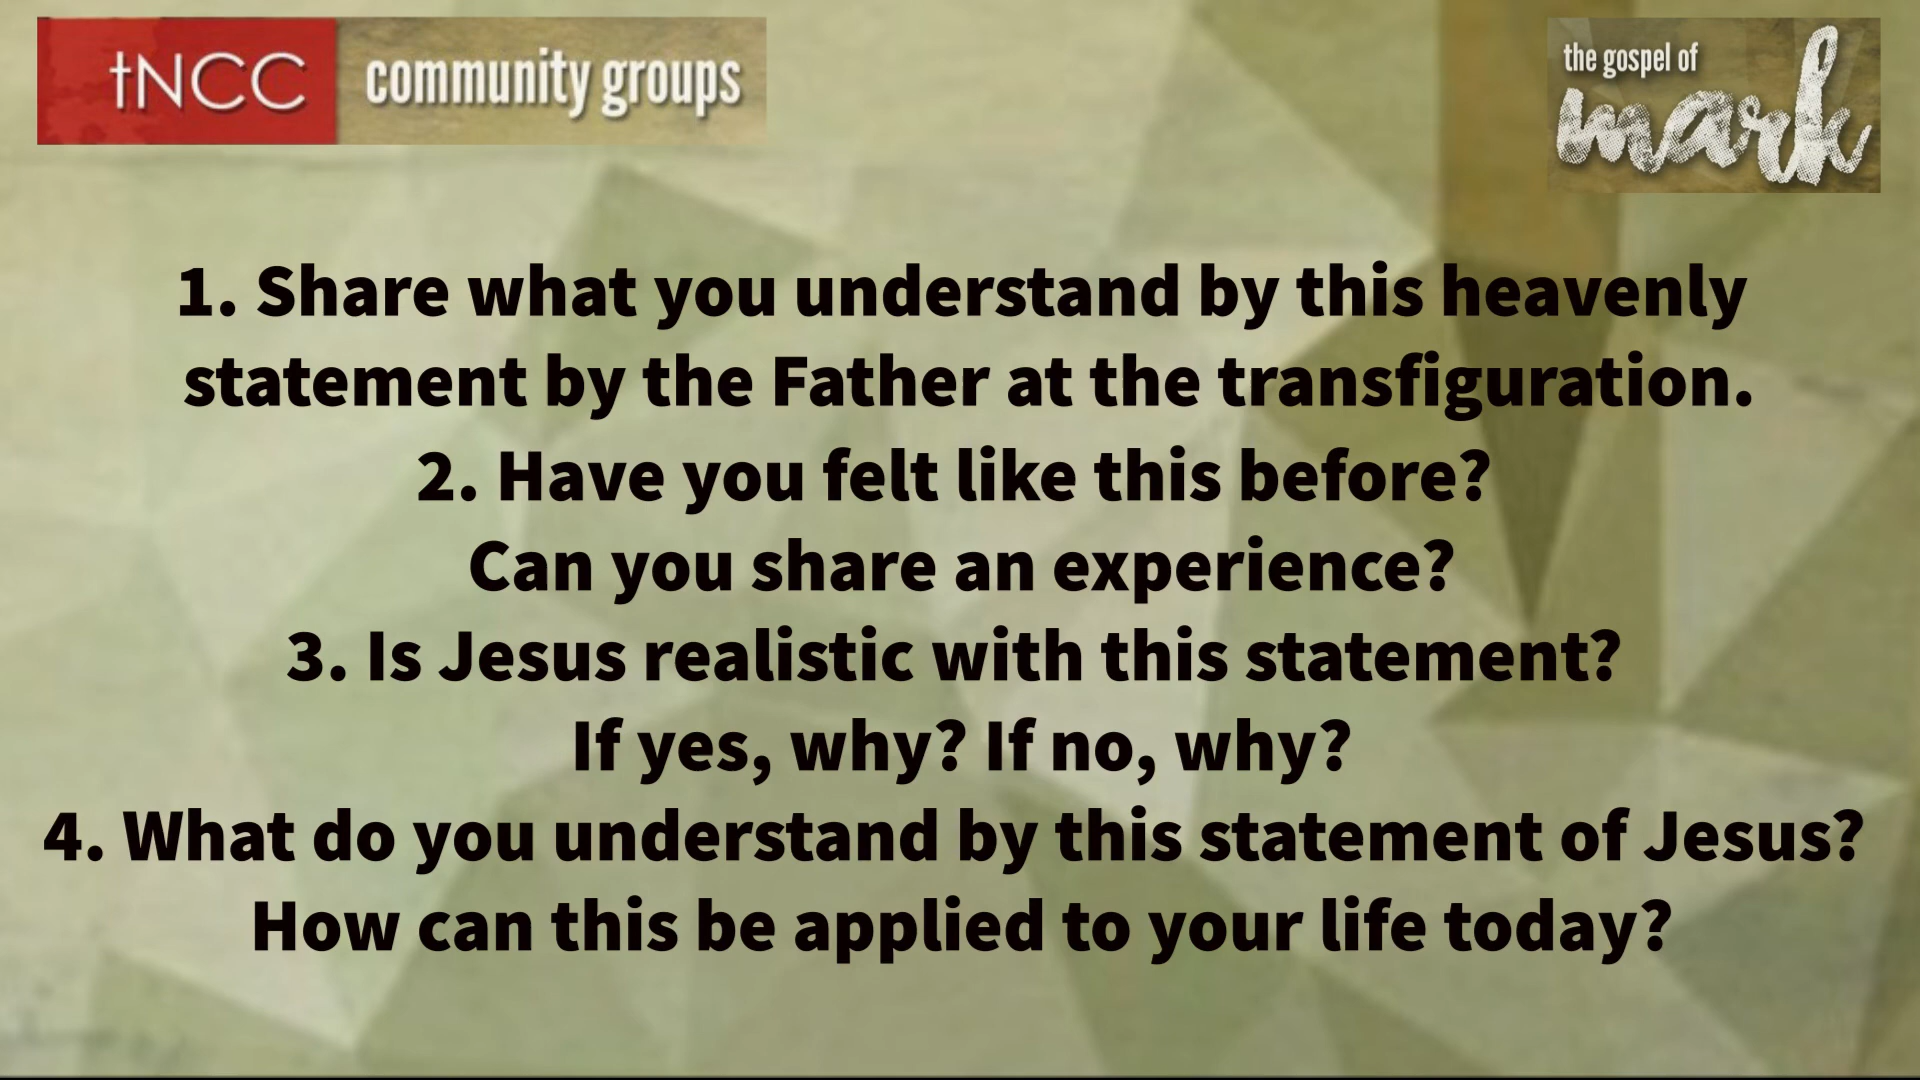 tNCC community groups
the gospel of
mark
1. Share what you understand by this heavenly
statement by the Father at the transfiguration.
2. Have you felt like this before?
Can you share an experience?
3. Is Jesus realistic with this statement?
If yes, why? If no, why?
4. What do you understand by this statement of Jesus?
How can this be applied to your life today?